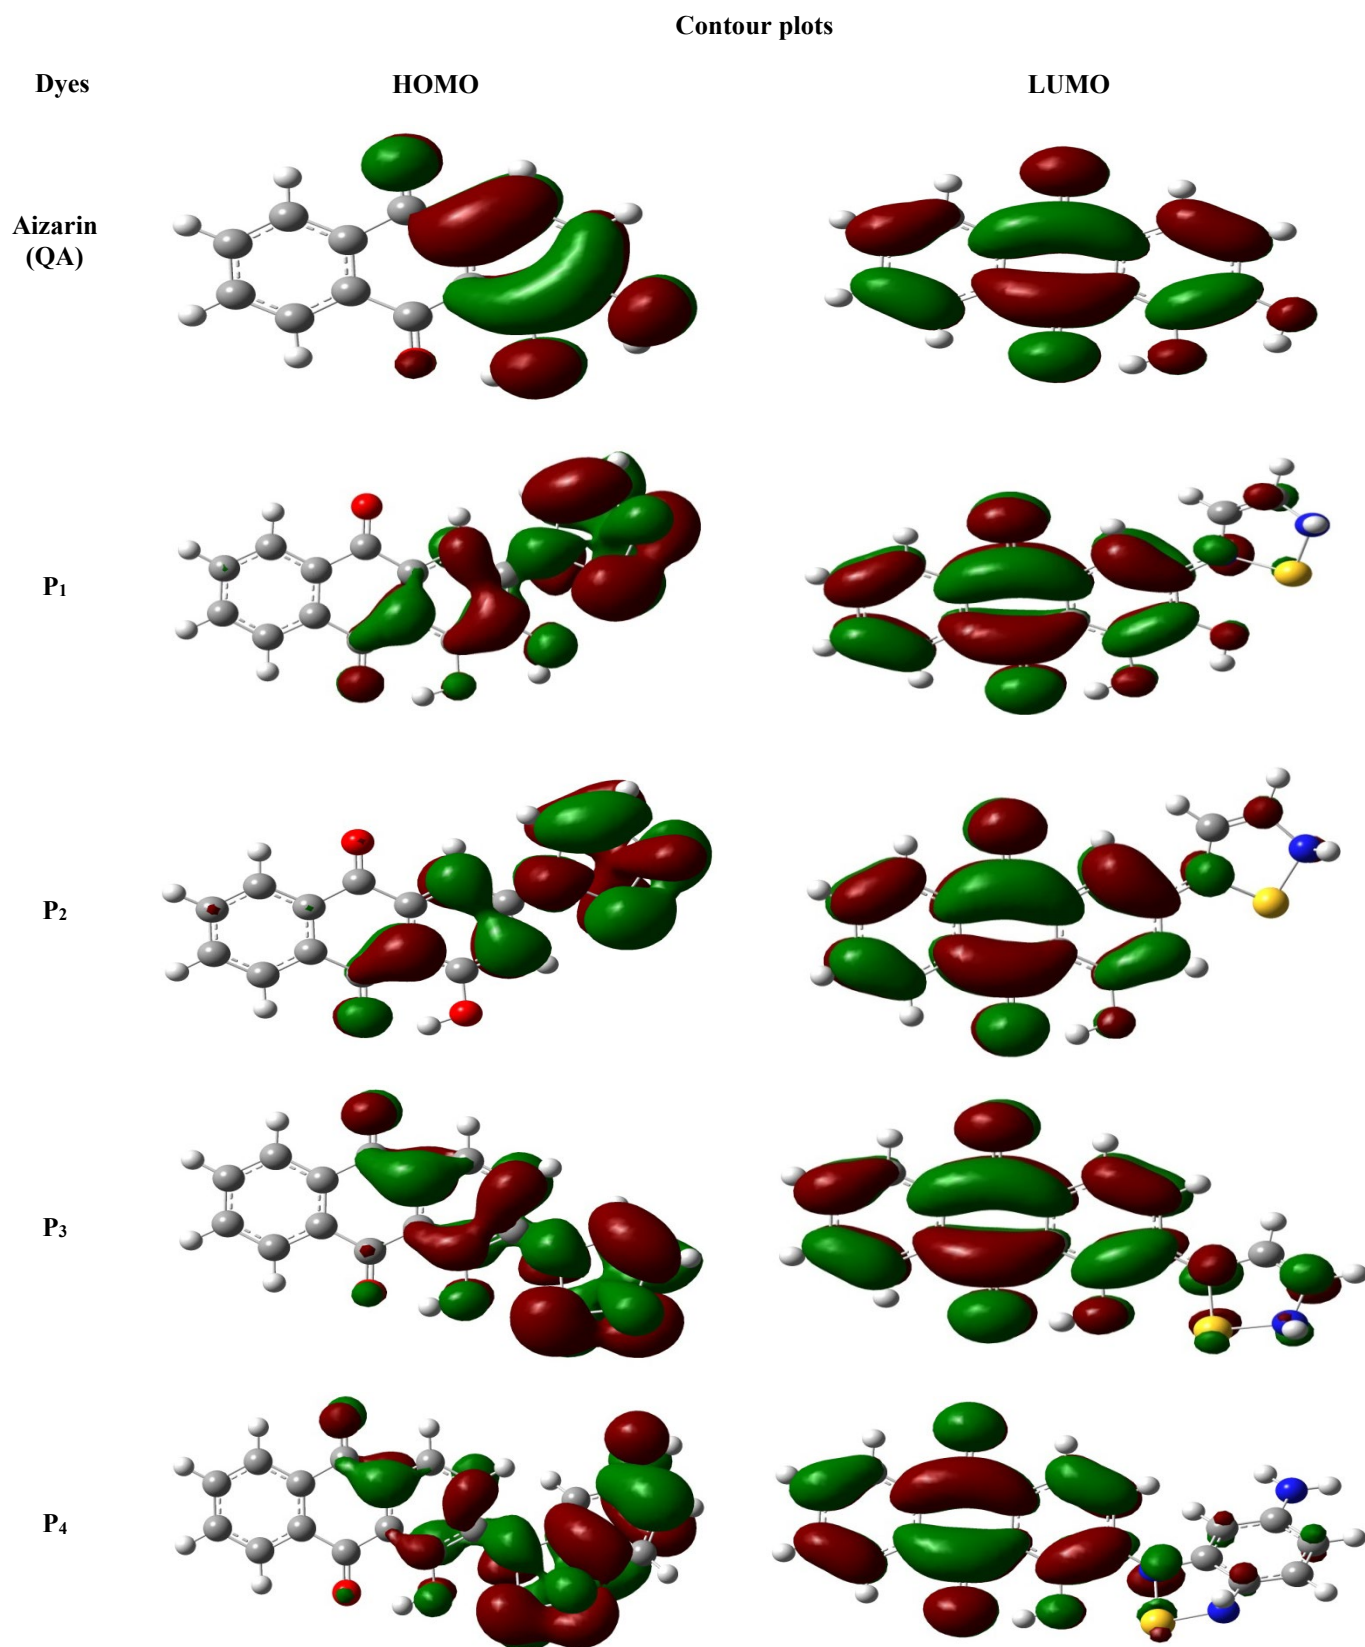 Contour plots
Dyes HOMO LUMO
Aizarin
(QA)
P₁
P₂
P₃
P₄